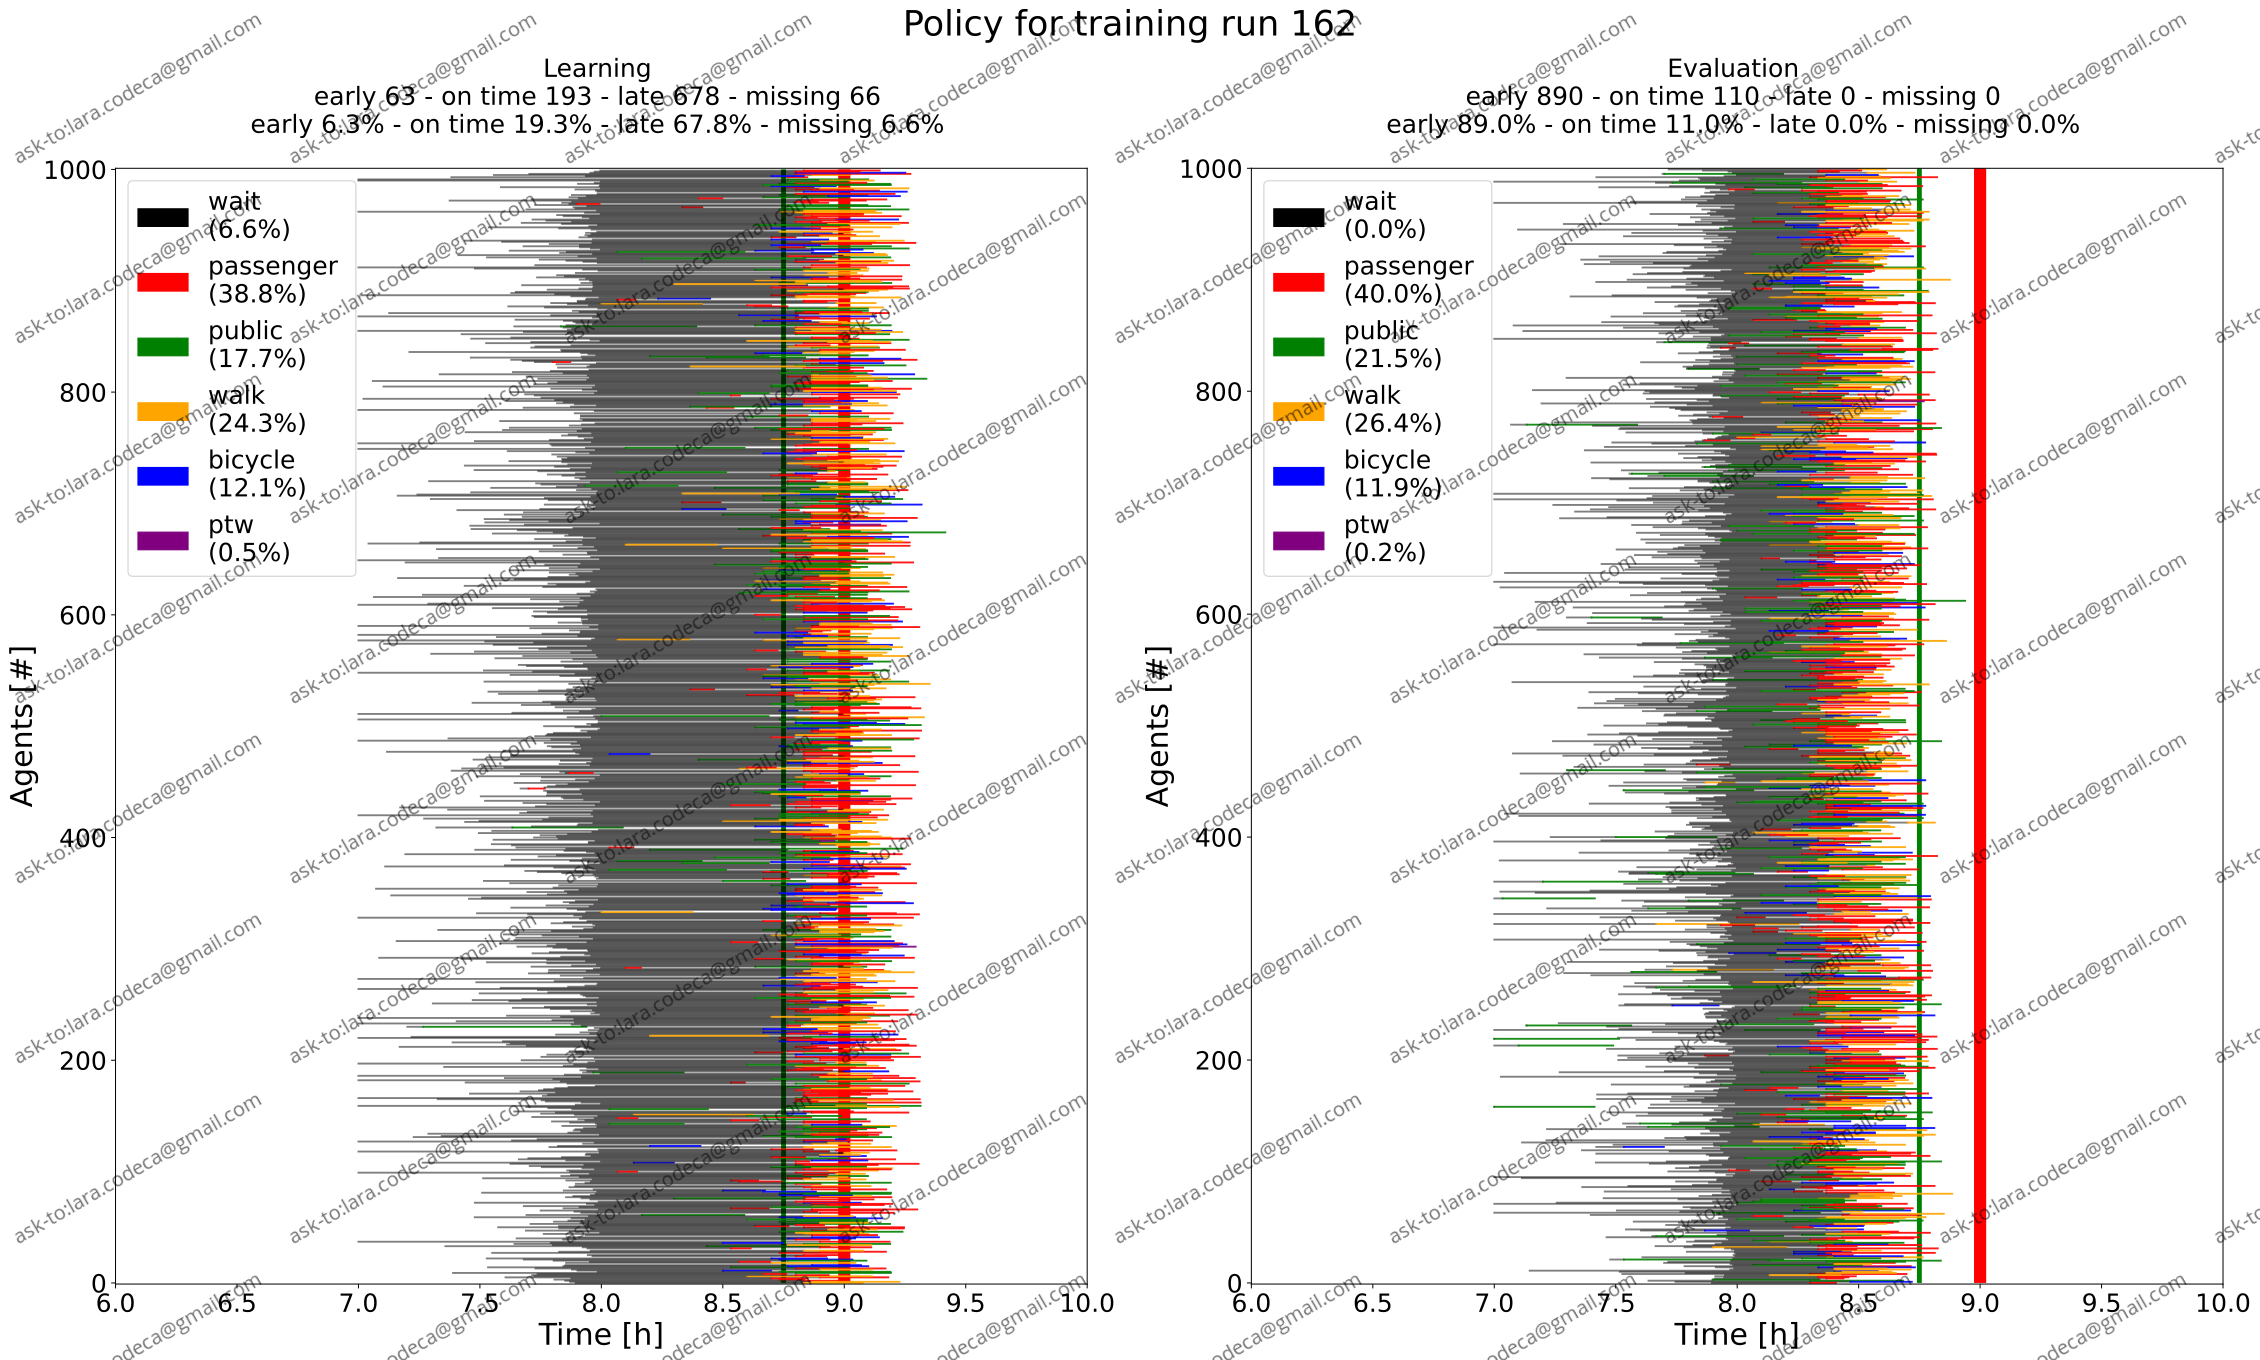 Policy for training run 162
Learning
early 63 - on time 193 - late 678 - missing 66
early 6.3% - on time 19.3% - late 67.8% - missing 6.6%
1000
800
600
400
200
0
Agents [#]
wait
(6.6%)
passenger
(38.8%)
public
(17.7%)
walk
(24.3%)
bicycle
(12.1%)
ptw
(0.5%)
6.0 6.5 7.0 7.5 8.0 8.5 9.0 9.5 10.0
Time [h]
Evaluation
early 890 - on time 110 - late 0 - missing 0
early 89.0% - on time 11.0% - late 0.0% - missing 0.0%
1000
800
600
400
200
0
Agents [#]
wait
(0.0%)
passenger
(40.0%)
public
(21.5%)
walk
(26.4%)
bicycle
(11.9%)
ptw
(0.2%)
6.0 6.5 7.0 7.5 8.0 8.5 9.0 9.5 10.0
Time [h]
ask-to:lara.codeca@gmail.com